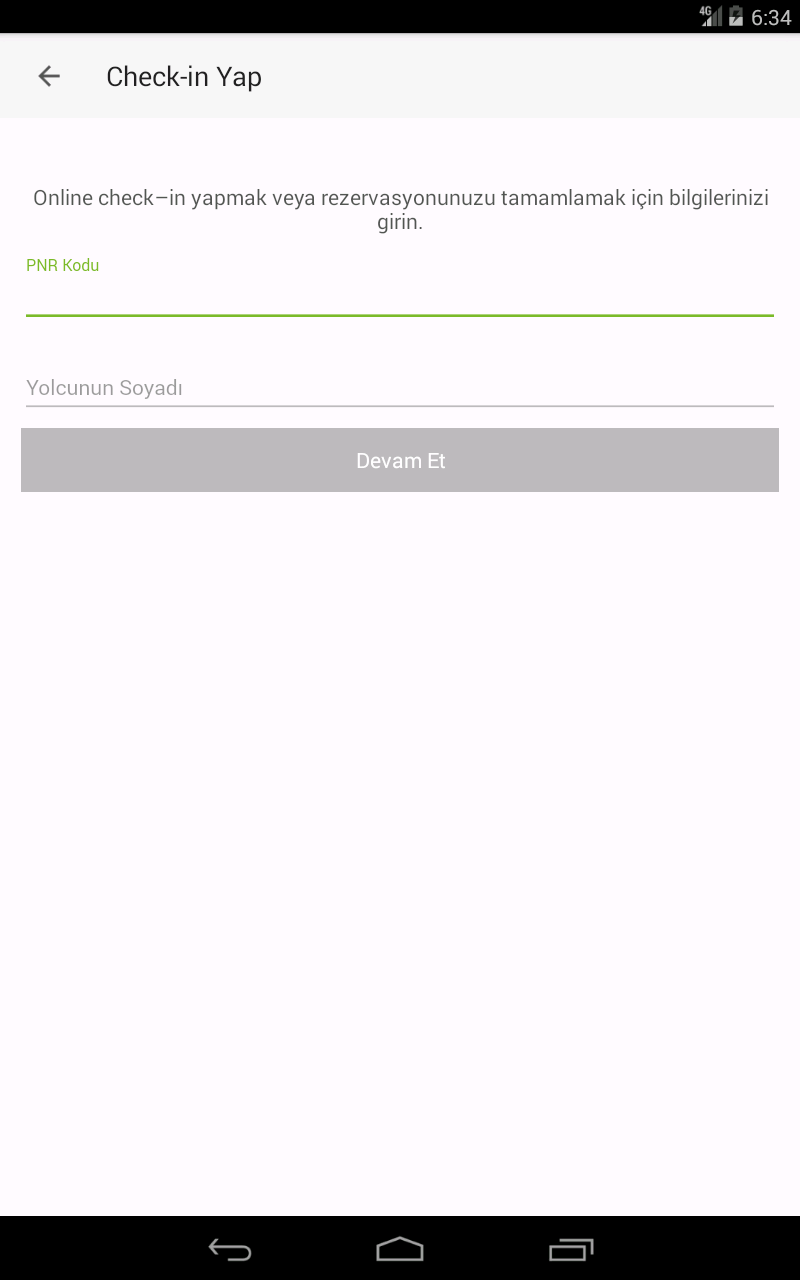 4G 6:34
Check-in Yap
Online check–in yapmak veya rezervasyonunuzu tamamlamak için bilgilerinizi
girin.
PNR Kodu
Yolcunun Soyadı
Devam Et